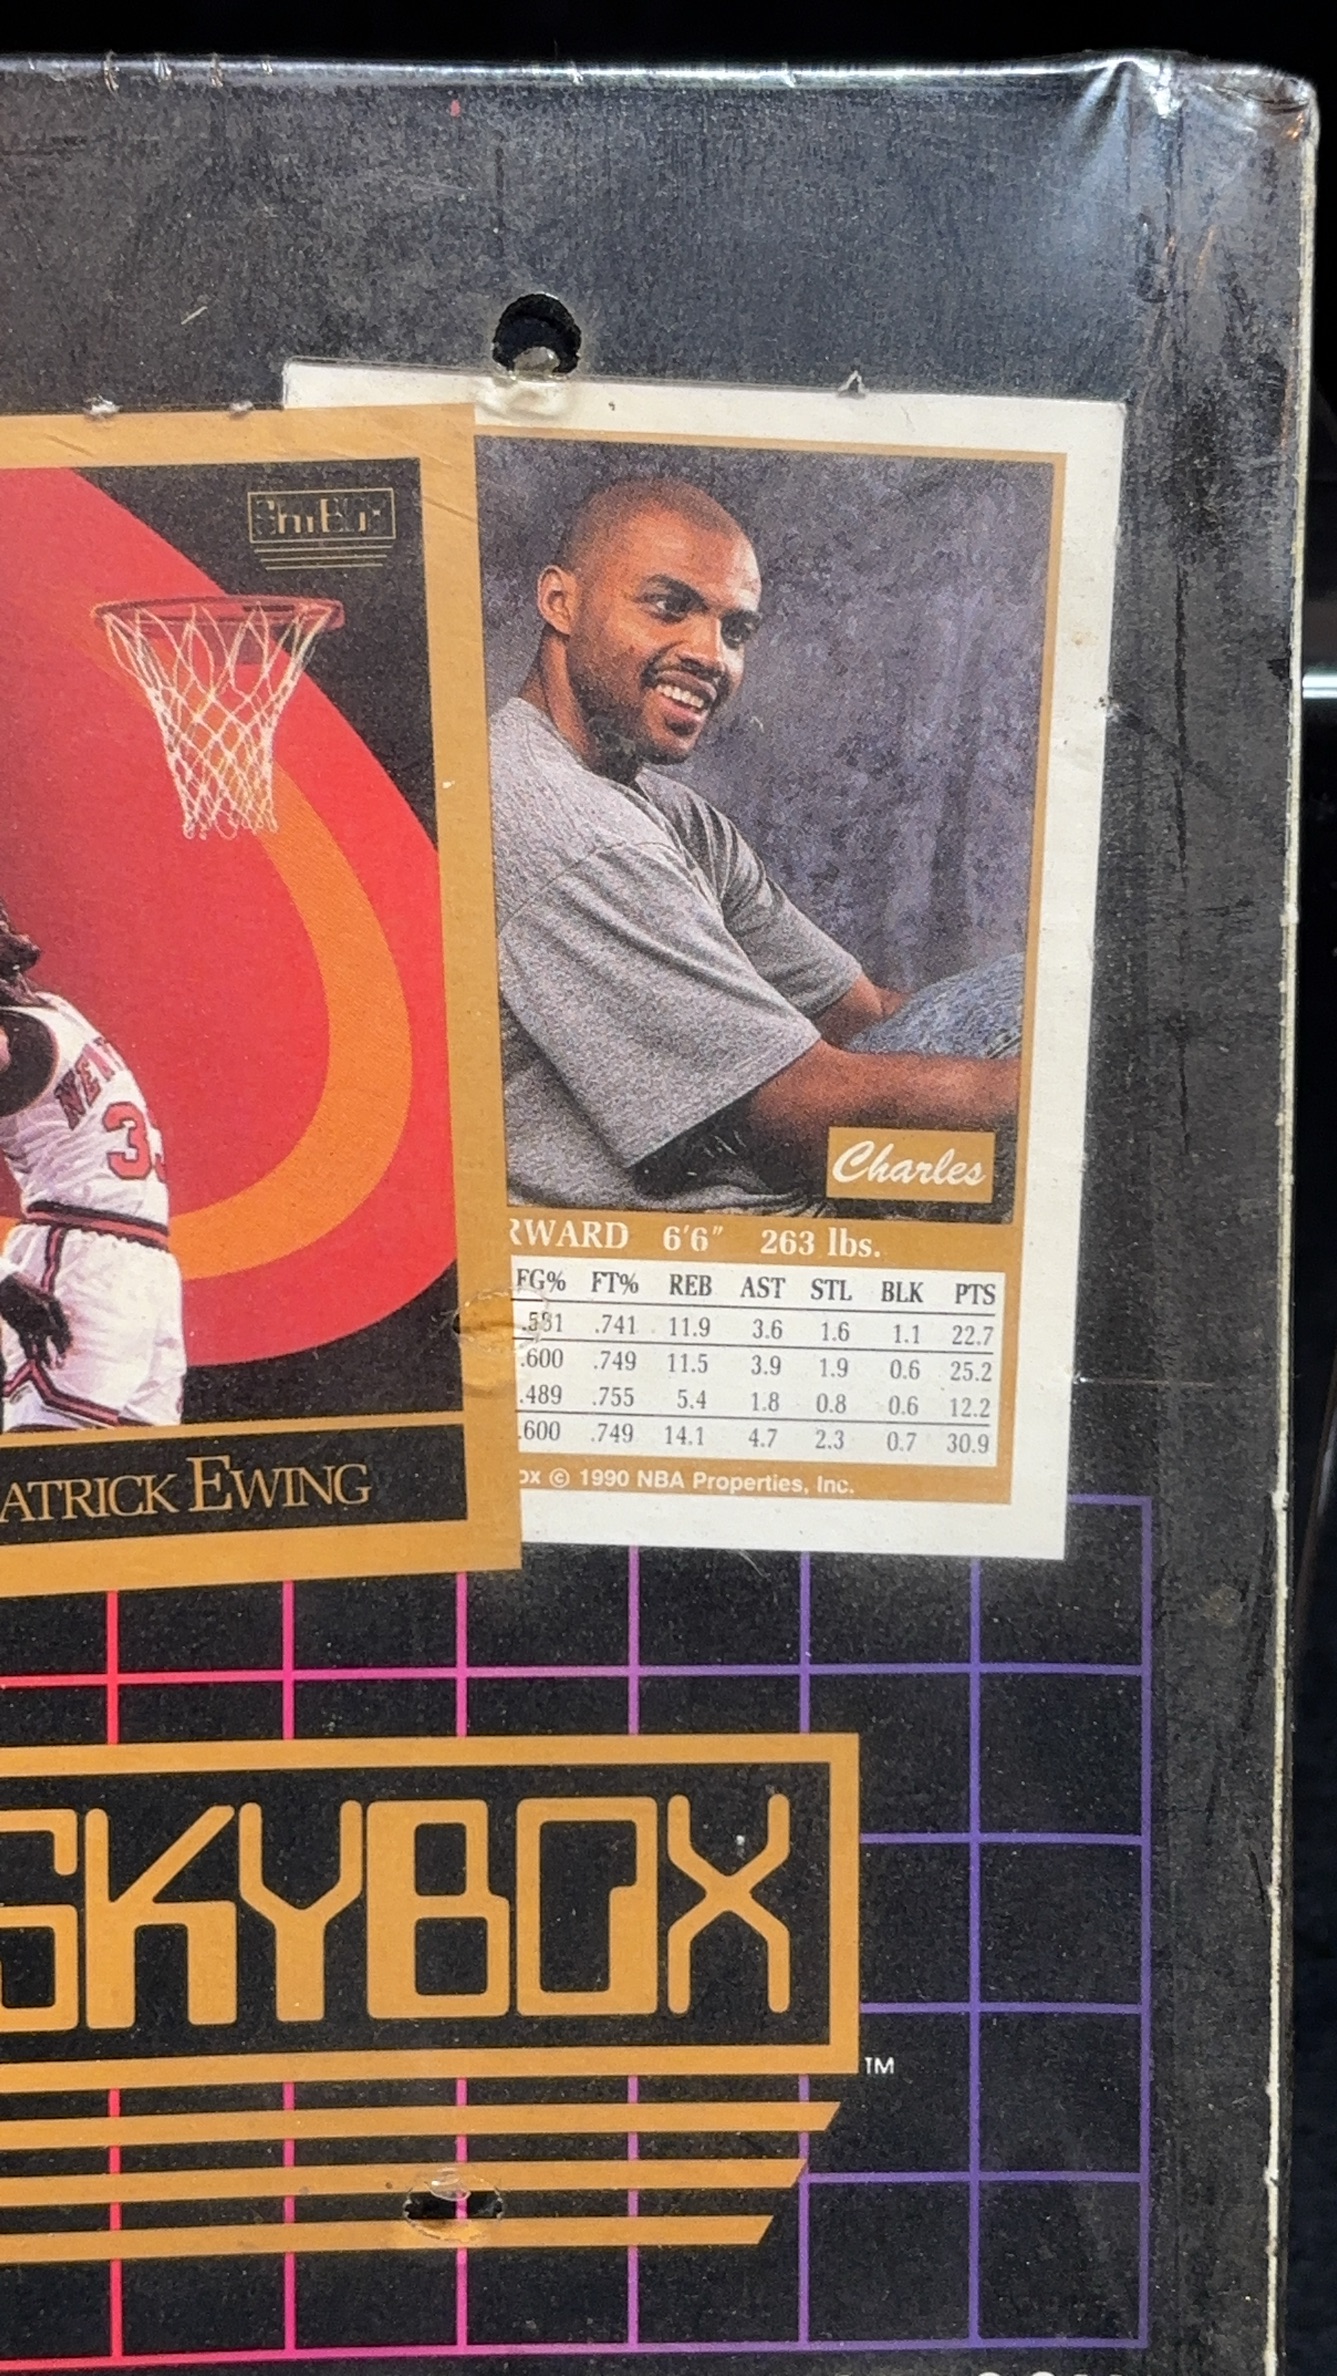 33
ATRICK EWING
Charles
RWARD 6'6" 263 lbs.
FG% FT% REB AST STL BLK PTS
.581 .741 11.9 3.6 1.6 1.1 22.7
.600 .749 11.5 3.9 1.9 0.6 25.2
.489 .755 5.4 1.8 0.8 0.6 12.2
.600 .749 14.1 4.7 2.3 0.7 30.9
ox © 1990 NBA Properties, Inc.
SKYBOX
TM